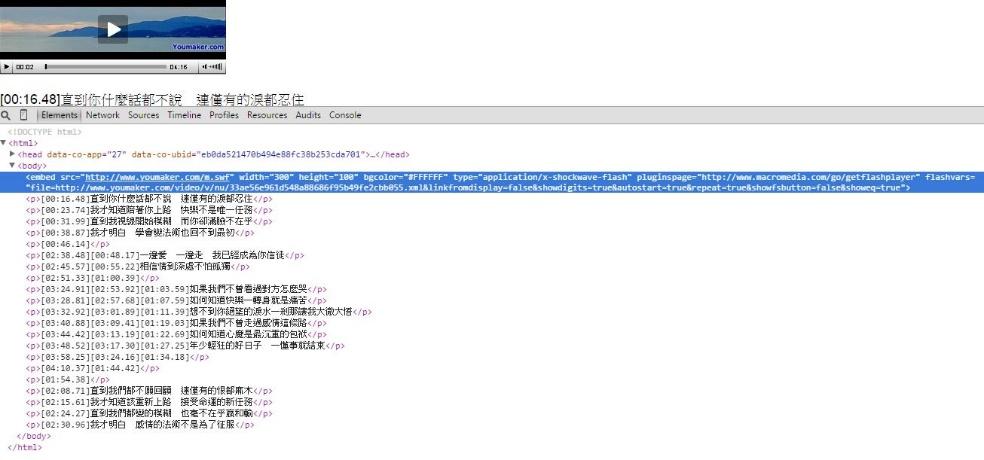 Youmaker.com
00:02
04:16
[00:16.48]直到你什麼話都不說　連僅有的淚都忍住
Elements Network Sources Timeline Profiles Resources Audits Console
<!DOCTYPE html>
<html>
<head data-co-app="27" data-co-ubid="eb0da521470b494e88fc38b253cda701">…</head>
<body>
<embed src="http://www.youmaker.com/m.swf" width="300" height="100" bgcolor="#FFFFFF" type="application/x-shockwave-flash" pluginspage="http://www.macromedia.com/go/getflashplayer" flashvars=
"file=http://www.youmaker.com/video/v/nu/33ae56e961d548a88686f95b49fe2cbb055.xml&linkfromdisplay=false&showdigits=true&autostart=true&repeat=true&showfsbutton=false&showeq=true">
<p>[00:16.48]直到你什麼話都不說　連僅有的淚都忍住</p>
<p>[00:23.74]我才知道陪著你上路　快樂不是唯一任務</p>
<p>[00:31.99]直到我視線開始模糊　而你卻滿臉不在乎</p>
<p>[00:38.87]我才明白　學會變法術也回不到最初</p>
<p>[00:46.14]</p>
<p>[02:38.48][00:48.17]一邊愛　一邊走　我已經成為你信徒</p>
<p>[02:45.57][00:55.22]相信情到深處不怕孤獨</p>
<p>[02:51.33][01:00.39]</p>
<p>[03:24.91][02:53.92][01:03.59]如果我們不曾看過對方怎麼哭</p>
<p>[03:28.81][02:57.68][01:07.59]如何知道快樂一轉身就是痛苦</p>
<p>[03:32.92][03:01.89][01:11.39]想不到你絕望的淚水一剎那讓我大徹大悟</p>
<p>[03:40.88][03:09.41][01:19.03]如果我們不曾走過感情這條路</p>
<p>[03:44.42][03:13.19][01:22.69]如何知道心魔是最沉重的包袱</p>
<p>[03:48.52][03:17.30][01:27.25]年少輕狂的好日子　一懂事就結束</p>
<p>[03:58.25][03:24.16][01:34.18]</p>
<p>[04:10.37][01:44.42]</p>
<p>[01:54.38]</p>
<p>[02:08.71]直到我們都不願回顧　連僅有的恨都麻木</p>
<p>[02:15.61]我才知道該重新上路　接受命運的新任務</p>
<p>[02:24.27]直到我們都變的模糊　也毫不在乎贏和輸</p>
<p>[02:30.96]我才明白　感情的法術不是為了征服</p>
</body>
</html>